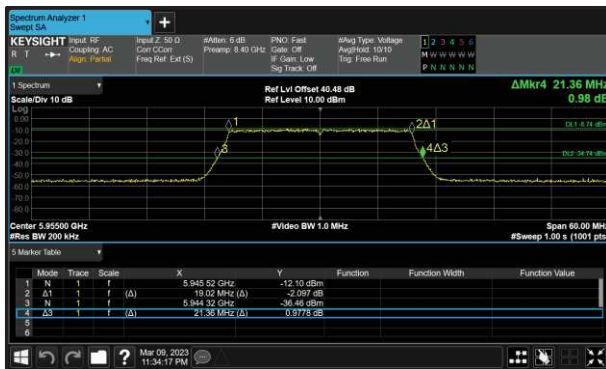 Spectrum Analyzer 1
Swept SA
KEYSIGHT Input: RF Input Z: 50 Ω #Atten: 6 dB PNO: Fast #Avg Type: Voltage 1 2 3 4 5 6
R T Coupling: AC Corr CCorr Preamp: 8.40 GHz Gate: Off Avg|Hold: 10/10 M W W W W W
Align: Partial Freq Ref: Ext (S) IF Gain: Low Trig: Free Run P N N N N N
Sig Track: Off
1 Spectrum Ref Lvl Offset 40.48 dB ΔMkr4 21.36 MHz
Scale/Div 10 dB Ref Level 10.00 dBm 0.98 dB
Log
0.00
-10.0
-20.0
-30.0
-40.0
-50.0
-60.0
-70.0
-80.0
1
2Δ1
DL1 -8.74 dBm
3
4Δ3
DL2 -34.74 dBm
Center 5.95500 GHz #Video BW 1.0 MHz Span 60.00 MHz
#Res BW 200 kHz #Sweep 1.00 s (1001 pts)
5 Marker Table
Mode Trace Scale X Y Function Function Width Function Value
1 N 1 f 5.945 52 GHz -12.10 dBm
2 Δ1 1 f (Δ) 19.02 MHz (Δ) -2.097 dB
3 N 1 f 5.944 32 GHz -36.46 dBm
4 Δ3 1 f (Δ) 21.36 MHz (Δ) 0.9778 dB
5
6
? Mar 09, 2023
11:34:17 PM